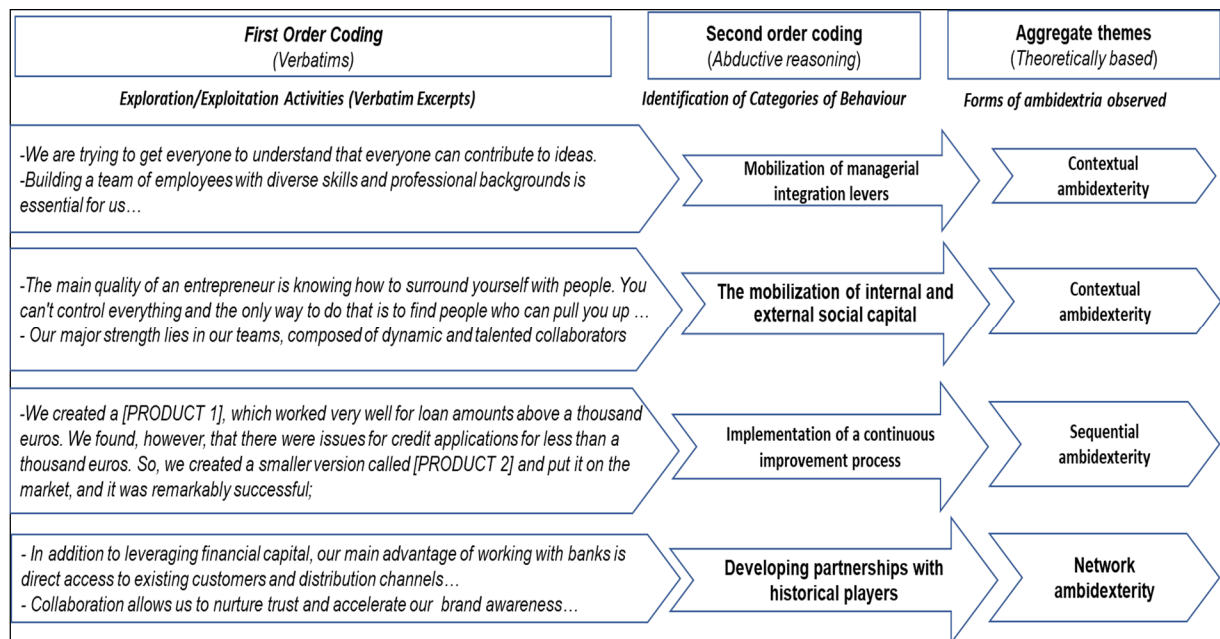 First Order Coding
(Verbatims)
Second order coding
(Abductive reasoning)
Aggregate themes
(Theoretically based)
Exploration/Exploitation Activities (Verbatim Excerpts)
Identification of Categories of Behaviour
Forms of ambidextria observed
-We are trying to get everyone to understand that everyone can contribute to ideas.
-Building a team of employees with diverse skills and professional backgrounds is
essential for us…
Mobilization of managerial
integration levers
Contextual
ambidexterity
-The main quality of an entrepreneur is knowing how to surround yourself with people. You
can't control everything and the only way to do that is to find people who can pull you up …
- Our major strength lies in our teams, composed of dynamic and talented collaborators
The mobilization of internal and
external social capital
Contextual
ambidexterity
-We created a [PRODUCT 1], which worked very well for loan amounts above a thousand
euros. We found, however, that there were issues for credit applications for less than a
thousand euros. So, we created a smaller version called [PRODUCT 2] and put it on the
market, and it was remarkably successful;
Implementation of a continuous
improvement process
Sequential
ambidexterity
- In addition to leveraging financial capital, our main advantage of working with banks is
direct access to existing customers and distribution channels…
- Collaboration allows us to nurture trust and accelerate our brand awareness…
Developing partnerships with
historical players
Network
ambidexterity